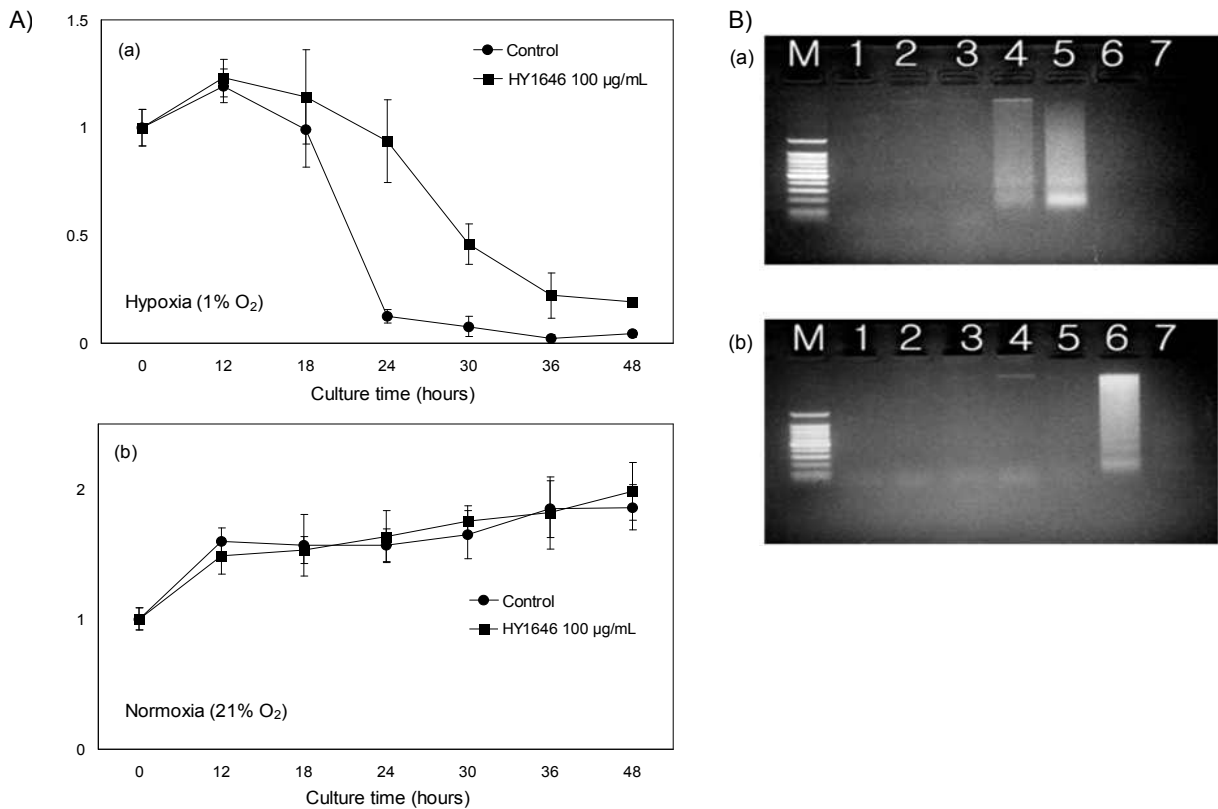 A)
(a)
1.5
1
0.5
0
Control
HY1646 100 µg/mL
Hypoxia (1% O₂)
0 12 18 24 30 36 48
Culture time (hours)
(b)
2
1
0
Control
HY1646 100 µg/mL
Normoxia (21% O₂)
0 12 18 24 30 36 48
Culture time (hours)
B)
(a)
M 1 2 3 4 5 6 7
(b)
M 1 2 3 4 5 6 7